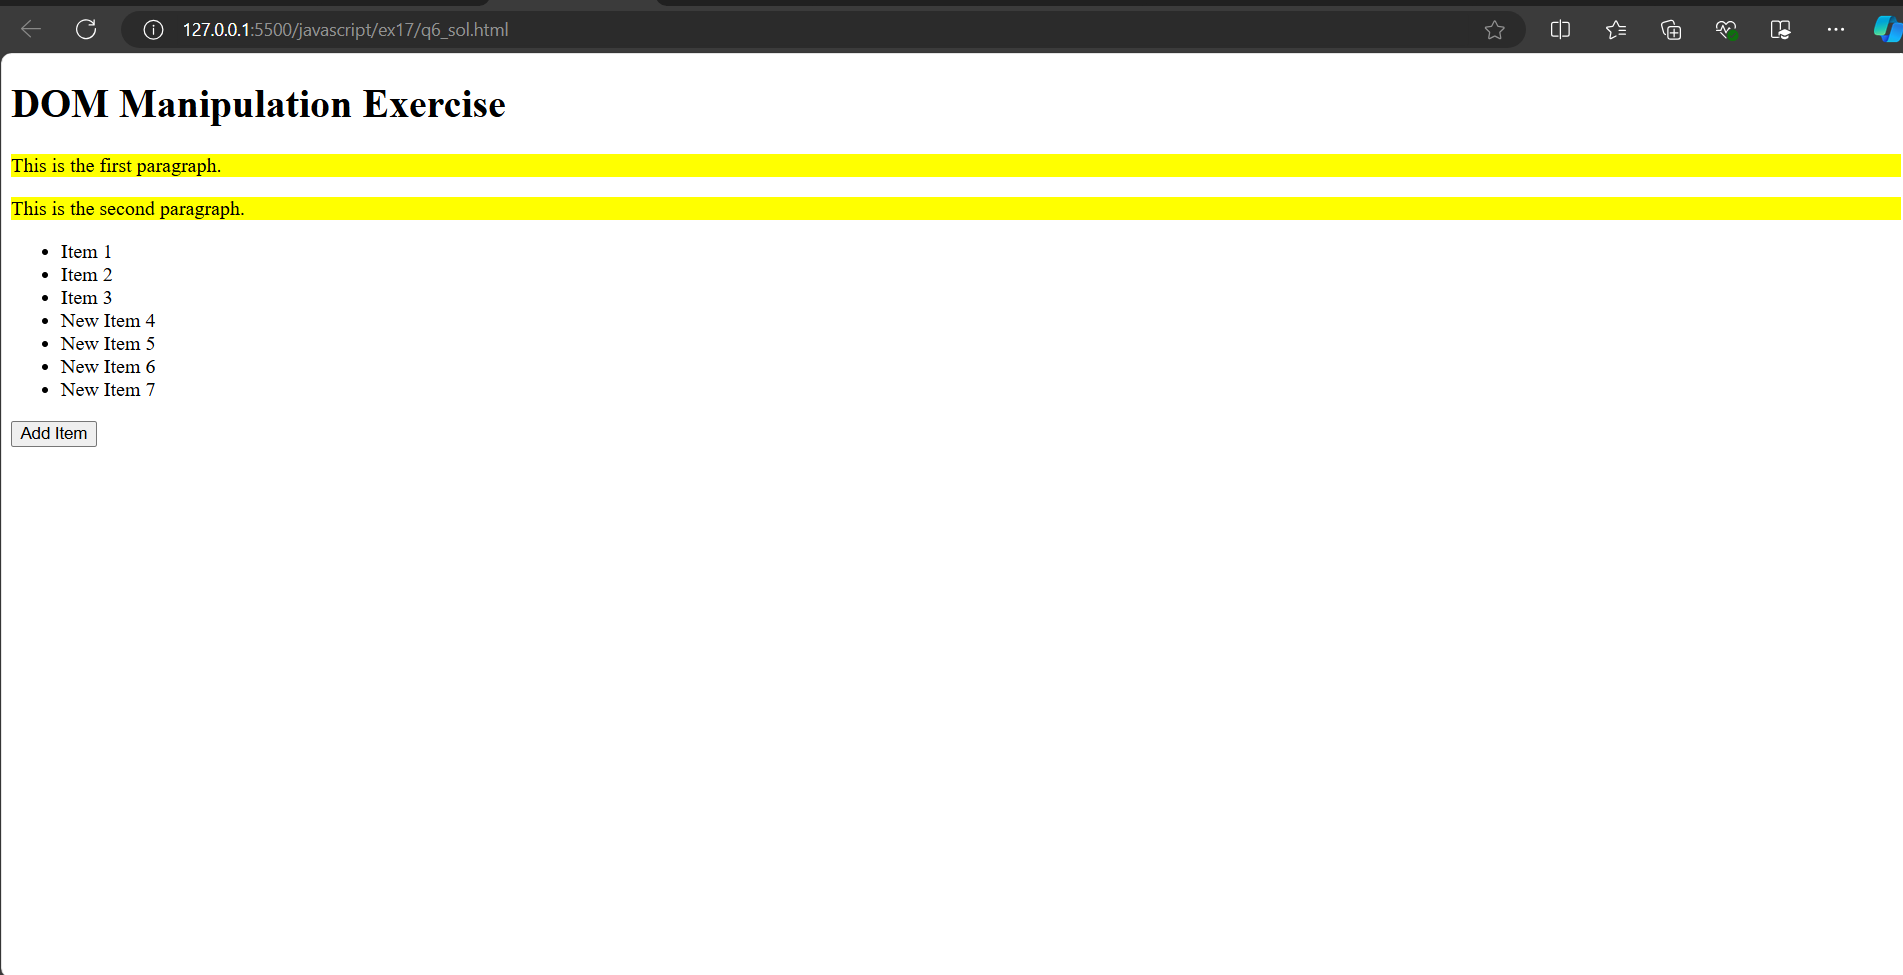 127.0.0.1:5500/javascript/ex17/q6_sol.html
DOM Manipulation Exercise
This is the first paragraph.
This is the second paragraph.
Item 1
Item 2
Item 3
New Item 4
New Item 5
New Item 6
New Item 7
Add Item